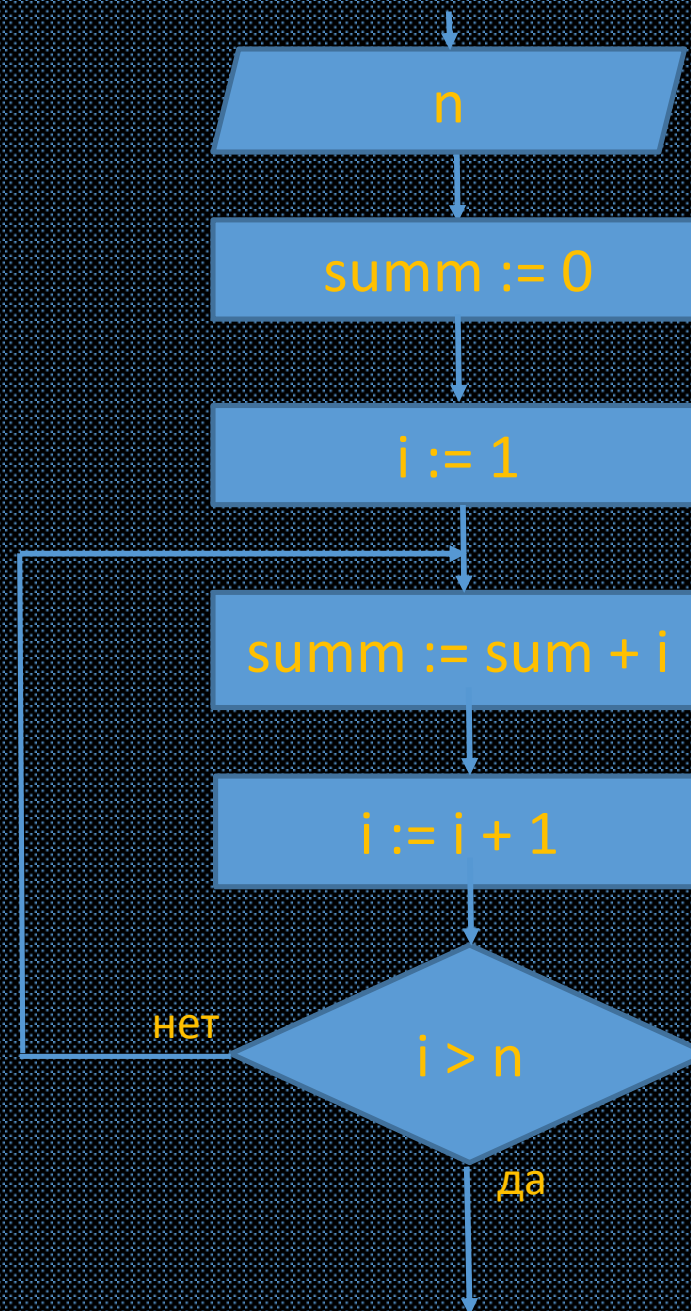 n
summ := 0
i := 1
summ := sum + i
i := i + 1
нет
i > n
да